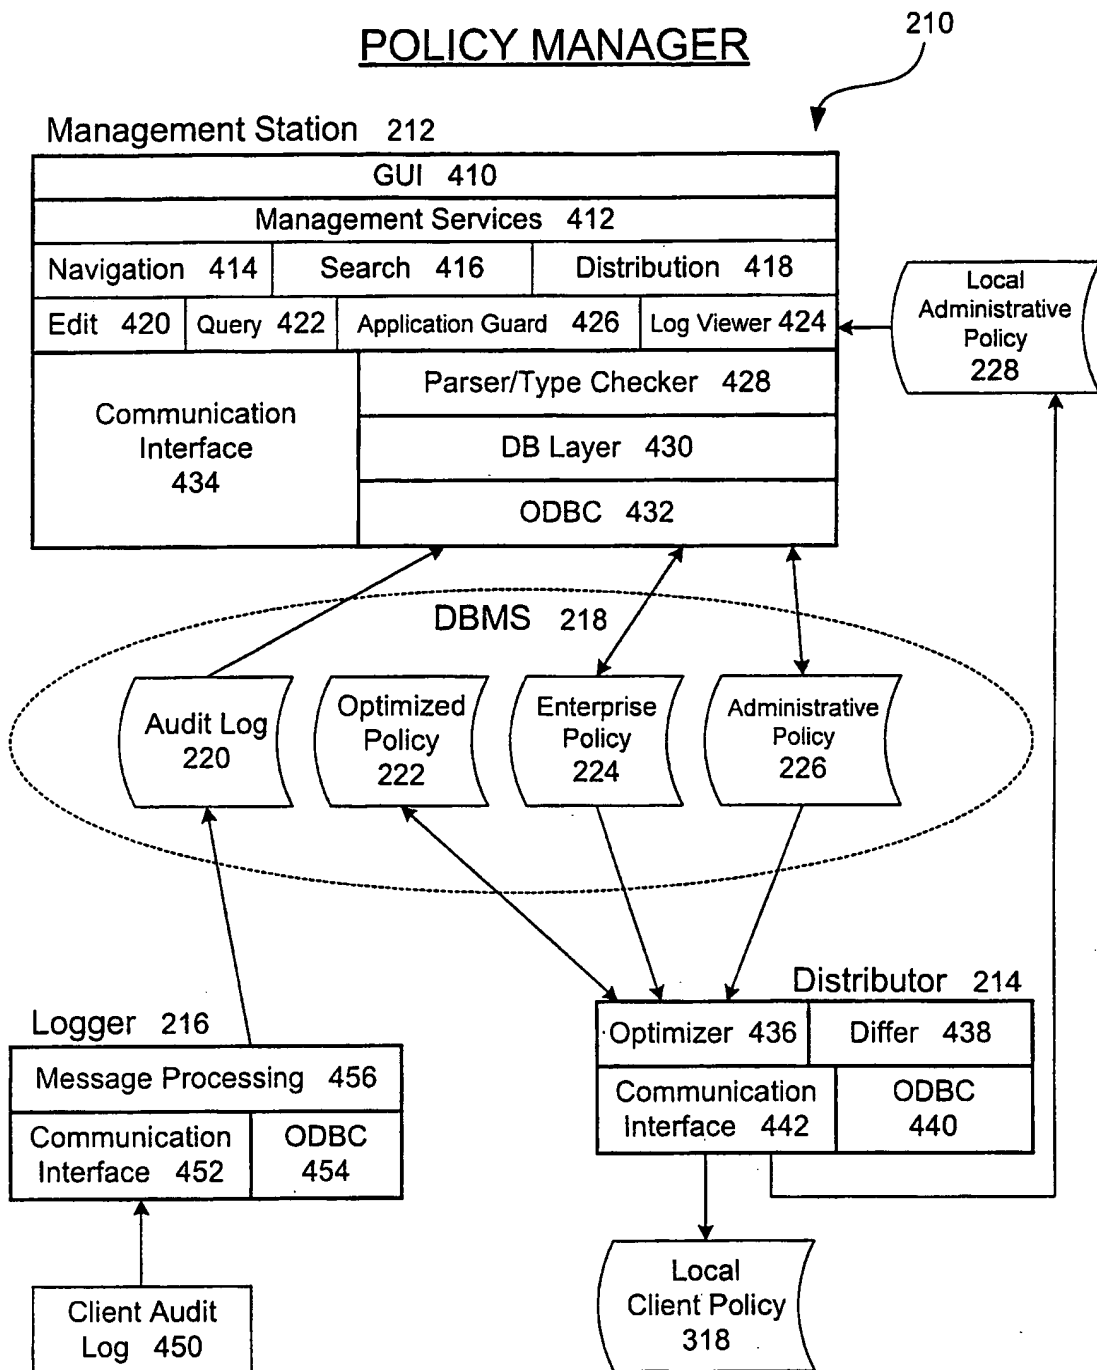 POLICY MANAGER
210
Management Station 212
GUI 410
Management Services 412
Navigation 414
Search 416
Distribution 418
Edit 420
Query 422
Application Guard 426
Log Viewer 424
Local
Administrative
Policy
228
Communication
Interface
434
Parser/Type Checker 428
DB Layer 430
ODBC 432
DBMS 218
Audit Log
220
Optimized
Policy
222
Enterprise
Policy
224
Administrative
Policy
226
Distributor 214
Logger 216
Optimizer 436
Differ 438
Message Processing 456
Communication
Interface 442
ODBC
440
Communication
Interface 452
ODBC
454
Local
Client Policy
318
Client Audit
Log 450